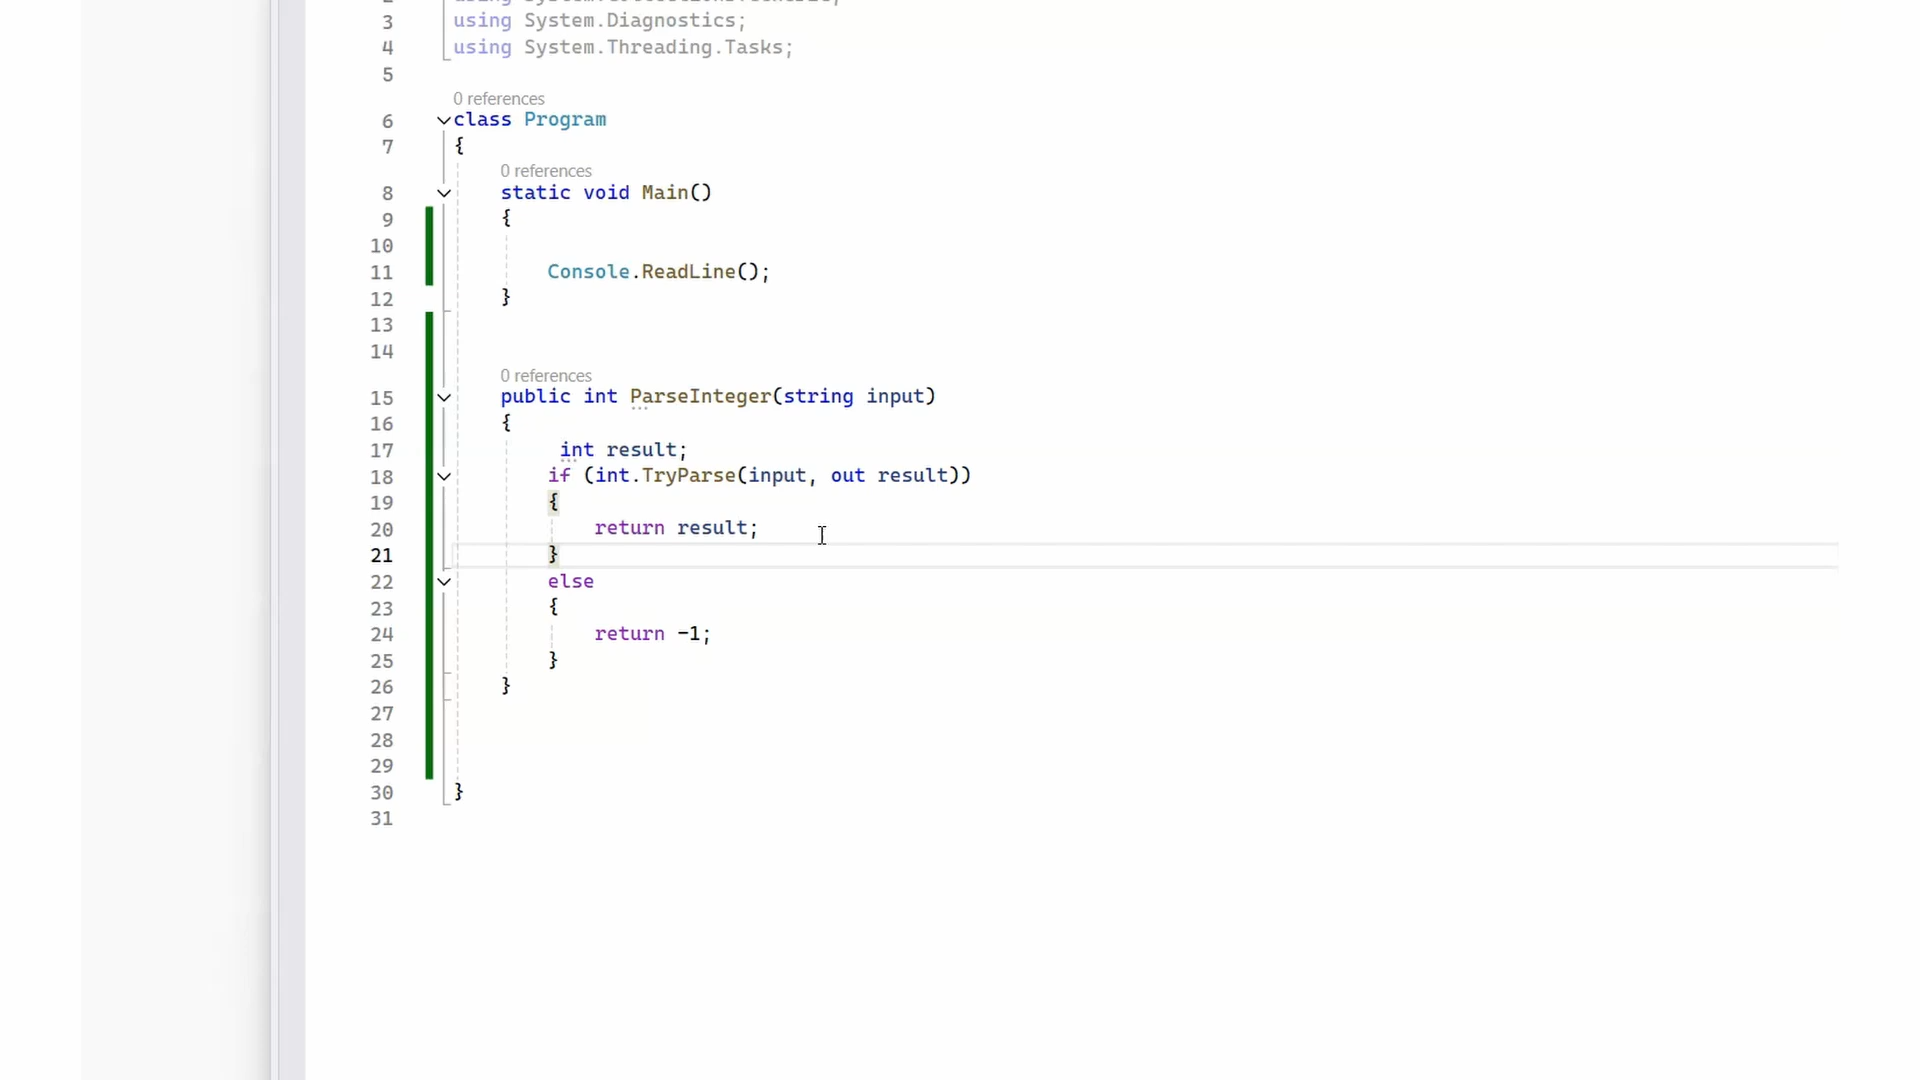 using
3 using System.Diagnostics;
4 using System.Threading.Tasks;
5
0 references
6 class Program
7 {
0 references
8 static void Main()
9 {
10
11 Console.ReadLine();
12 }
13
14
0 references
15 public int ParseInteger(string input)
16 {
17 int result;
18 if (int.TryParse(input, out result))
19 {
20 return result;
21 }
22 else
23 {
24 return -1;
25 }
26 }
27
28
29
30 }
31